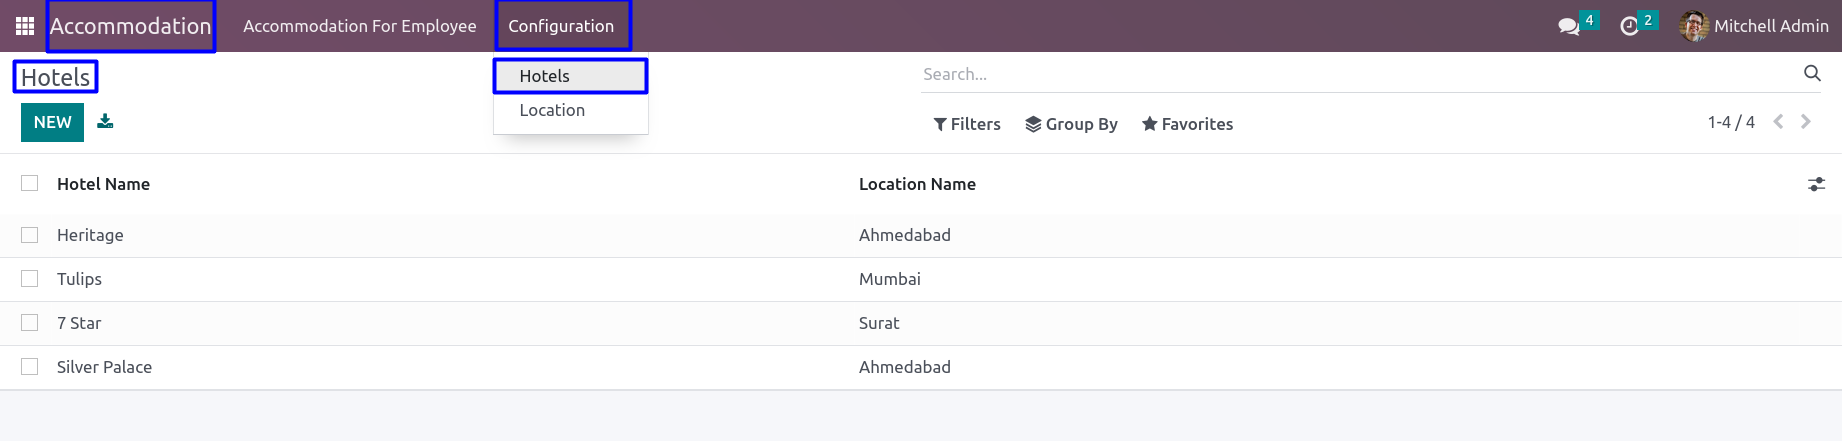 Accommodation Accommodation For Employee Configuration 4 2 Mitchell Admin
Hotels Hotels Search...
Location
NEW Filters Group By Favorites 1-4 / 4
Hotel Name Location Name
Heritage Ahmedabad
Tulips Mumbai
7 Star Surat
Silver Palace Ahmedabad